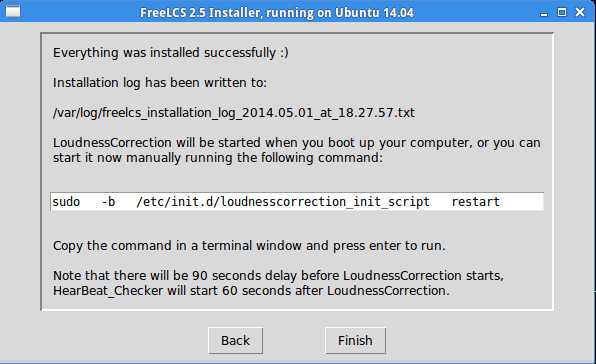 FreeLCS 2.5 Installer, running on Ubuntu 14.04
Everything was installed successfully :)
Installation log has been written to:
/var/log/freelcs_installation_log_2014.05.01_at_18.27.57.txt
LoudnessCorrection will be started when you boot up your computer, or you can
start it now manually running the following command:
sudo   -b   /etc/init.d/loudnesscorrection_init_script   restart
Copy the command in a terminal window and press enter to run.
Note that there will be 90 seconds delay before LoudnessCorrection starts,
HearBeat_Checker will start 60 seconds after LoudnessCorrection.
Back
Finish